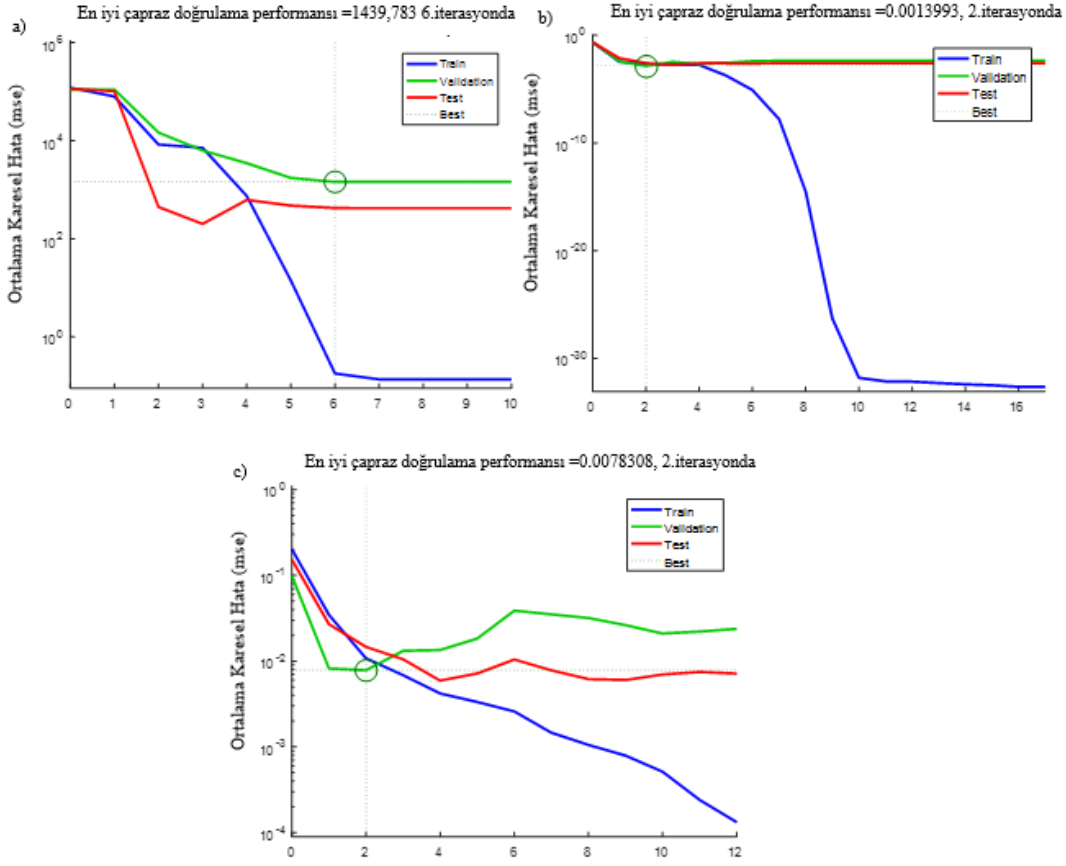 a)
En iyi çapraz doğrulama performansı =1439,783 6.iterasyonda
Ortalama Karesel Hata (mse)
10^6
10^4
10^2
10^0
Train
Validation
Test
Best
0 1 2 3 4 5 6 7 8 9 10
b)
En iyi çapraz doğrulama performansı =0.0013993, 2.iterasyonda
Ortalama Karesel Hata (mse)
10^0
10^-10
10^-20
10^-30
Train
Validation
Test
Best
0 2 4 6 8 10 12 14 16
c)
En iyi çapraz doğrulama performansı =0.0078308, 2.iterasyonda
Ortalama Karesel Hata (mse)
10^0
10^-1
10^-2
10^-3
10^-4
Train
Validation
Test
Best
0 2 4 6 8 10 12